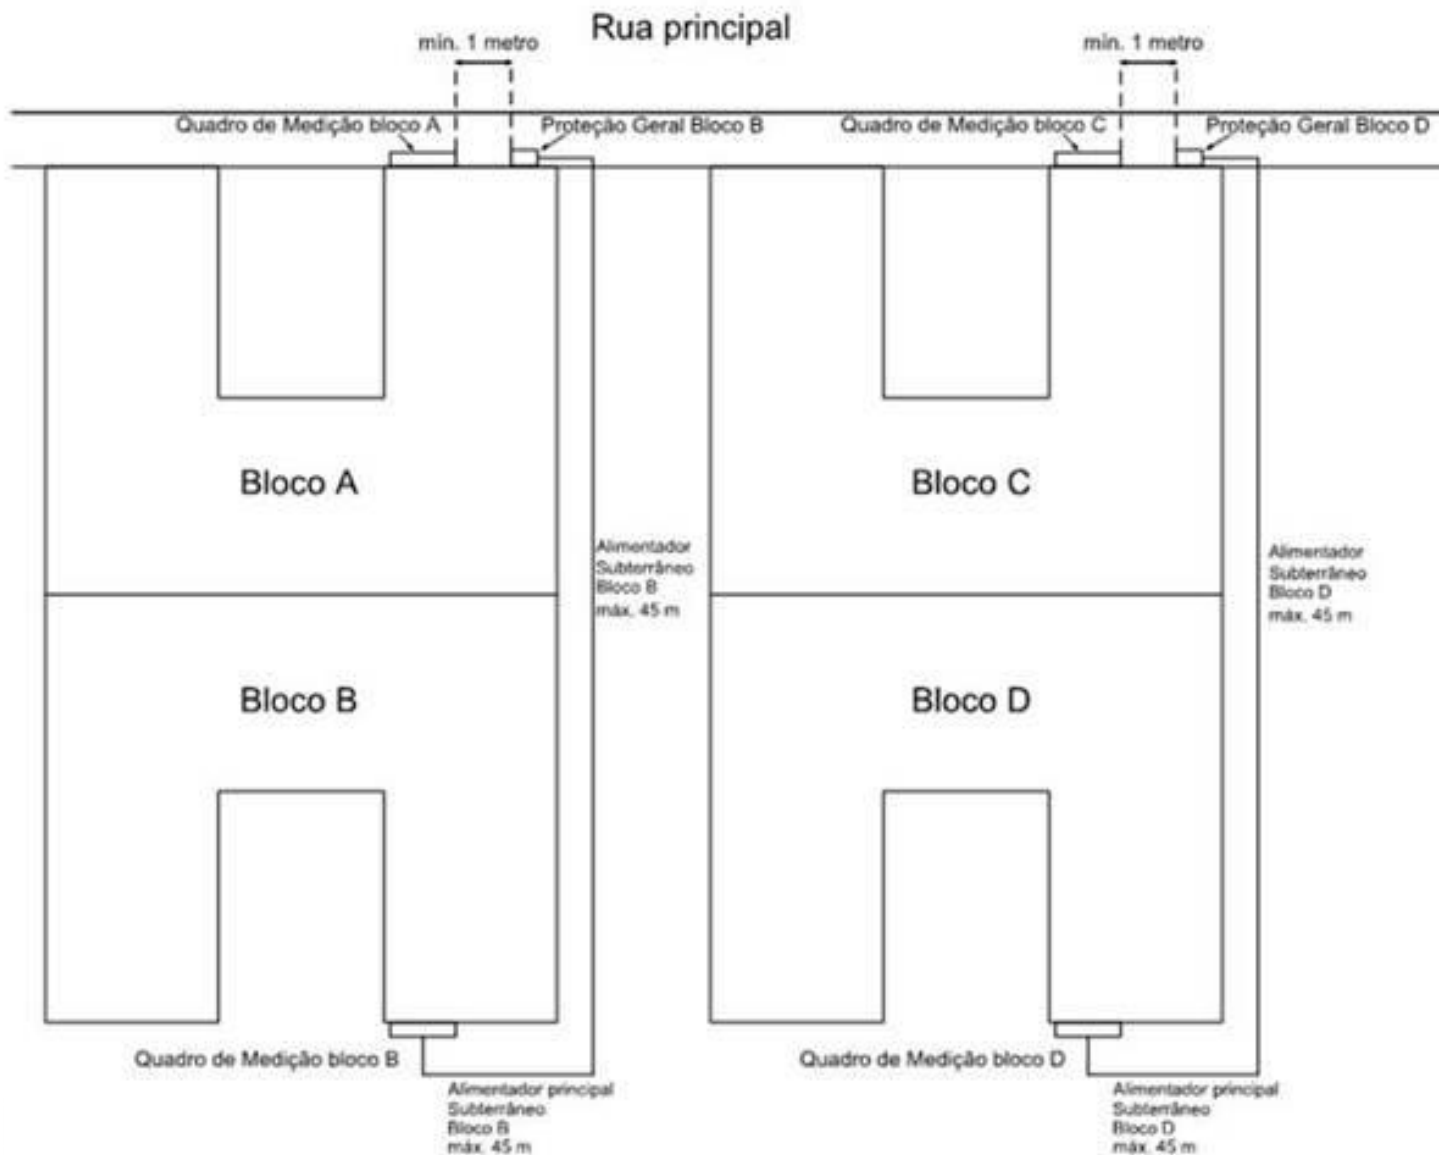 Rua principal
mín. 1 metro
mín. 1 metro
Quadro de Medição bloco A
Proteção Geral Bloco B
Quadro de Medição bloco C
Proteção Geral Bloco D
Bloco A
Bloco C
Alimentador
Subterrâneo
Bloco B
máx. 45 m
Alimentador
Subterrâneo
Bloco D
máx. 45 m
Bloco B
Bloco D
Quadro de Medição bloco B
Quadro de Medição bloco D
Alimentador principal
Subterrâneo
Bloco B
máx. 45 m
Alimentador principal
Subterrâneo
Bloco D
máx. 45 m